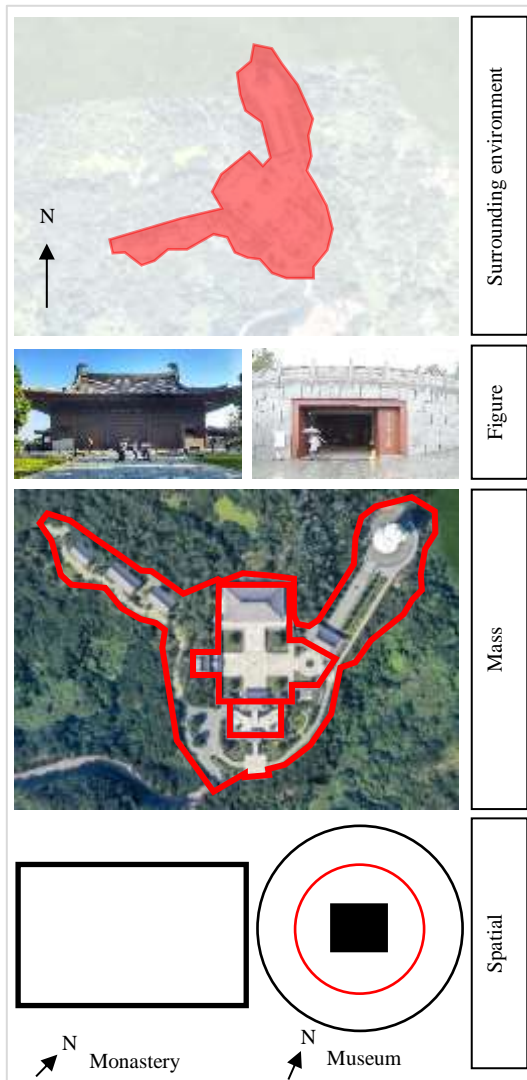 Surrounding environment
N
Figure
Mass
Spatial
N
Monastery
N
Museum